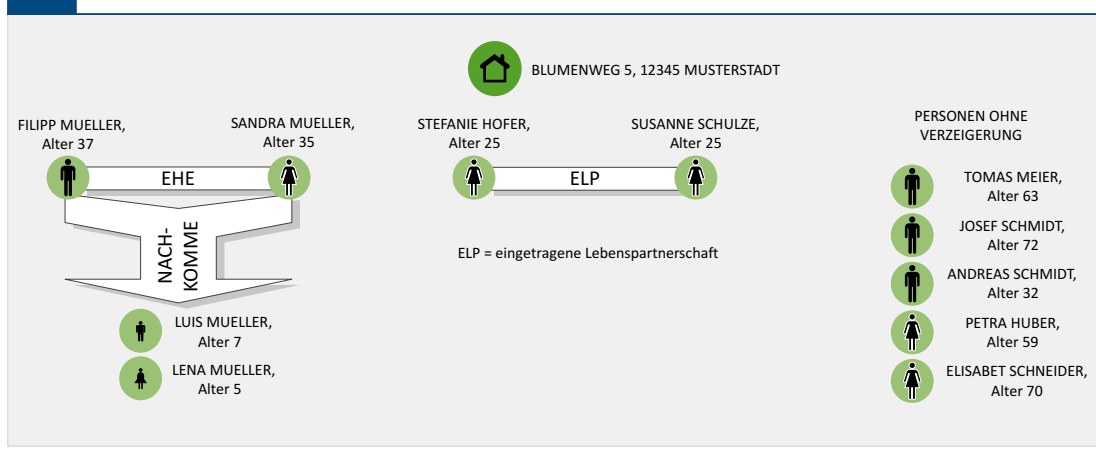 BLUMENWEG 5, 12345 MUSTERSTADT
FILIPP MUELLER,
Alter 37
SANDRA MUELLER,
Alter 35
EHE
NACH-
KOMME
LUIS MUELLER,
Alter 7
LENA MUELLER,
Alter 5
STEFANIE HOFER,
Alter 25
SUSANNE SCHULZE,
Alter 25
ELP
ELP = eingetragene Lebenspartnerschaft
PERSONEN OHNE
VERZEIGERUNG
TOMAS MEIER,
Alter 63
JOSEF SCHMIDT,
Alter 72
ANDREAS SCHMIDT,
Alter 32
PETRA HUBER,
Alter 59
ELISABET SCHNEIDER,
Alter 70